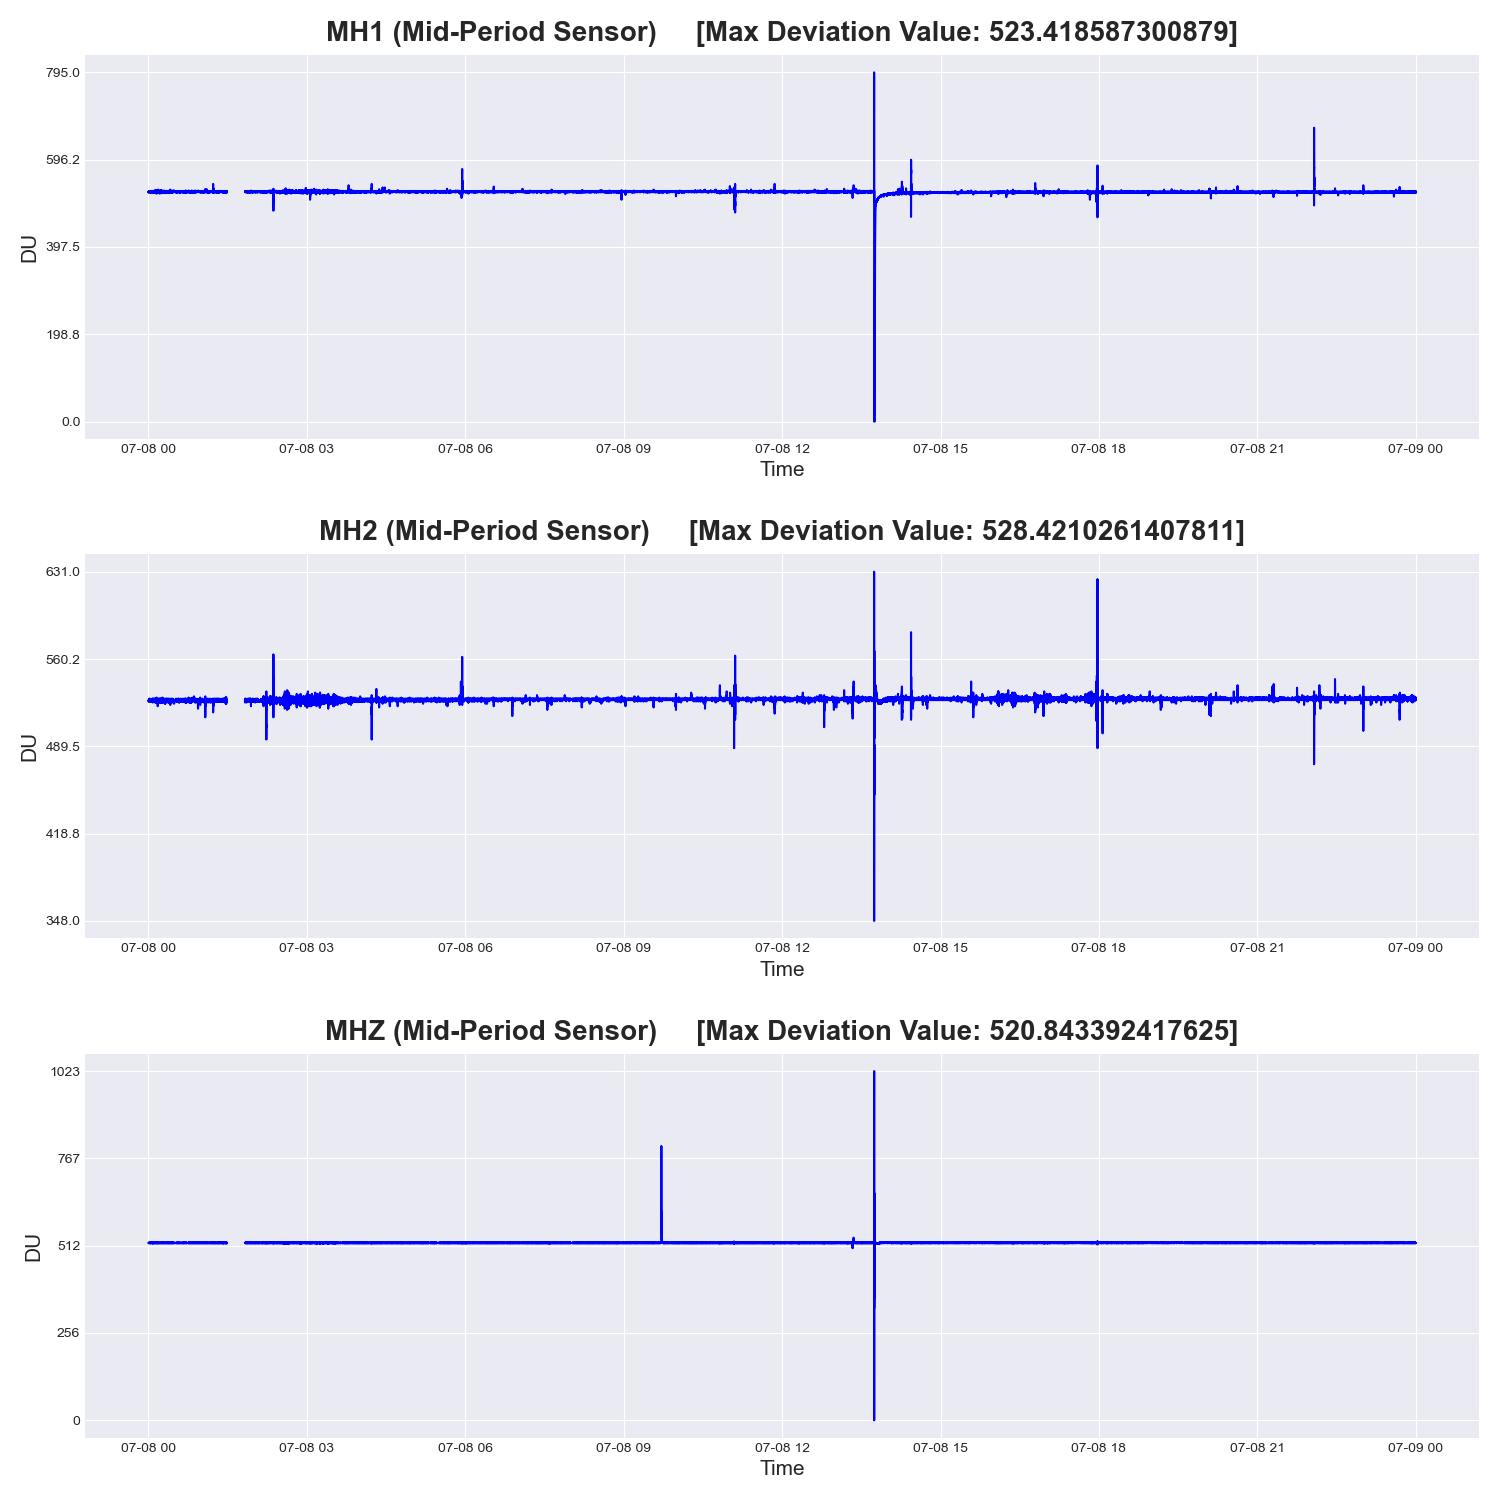 MH1 (Mid-Period Sensor) [Max Deviation Value: 523.418587300879]
795.0
596.2
397.5
198.8
0.0
DU
07-08 00 07-08 03 07-08 06 07-08 09 07-08 12 07-08 15 07-08 18 07-08 21 07-09 00
Time
MH2 (Mid-Period Sensor) [Max Deviation Value: 528.4210261407811]
631.0
560.2
489.5
418.8
348.0
DU
07-08 00 07-08 03 07-08 06 07-08 09 07-08 12 07-08 15 07-08 18 07-08 21 07-09 00
Time
MHZ (Mid-Period Sensor) [Max Deviation Value: 520.843392417625]
1023
767
512
256
0
DU
07-08 00 07-08 03 07-08 06 07-08 09 07-08 12 07-08 15 07-08 18 07-08 21 07-09 00
Time